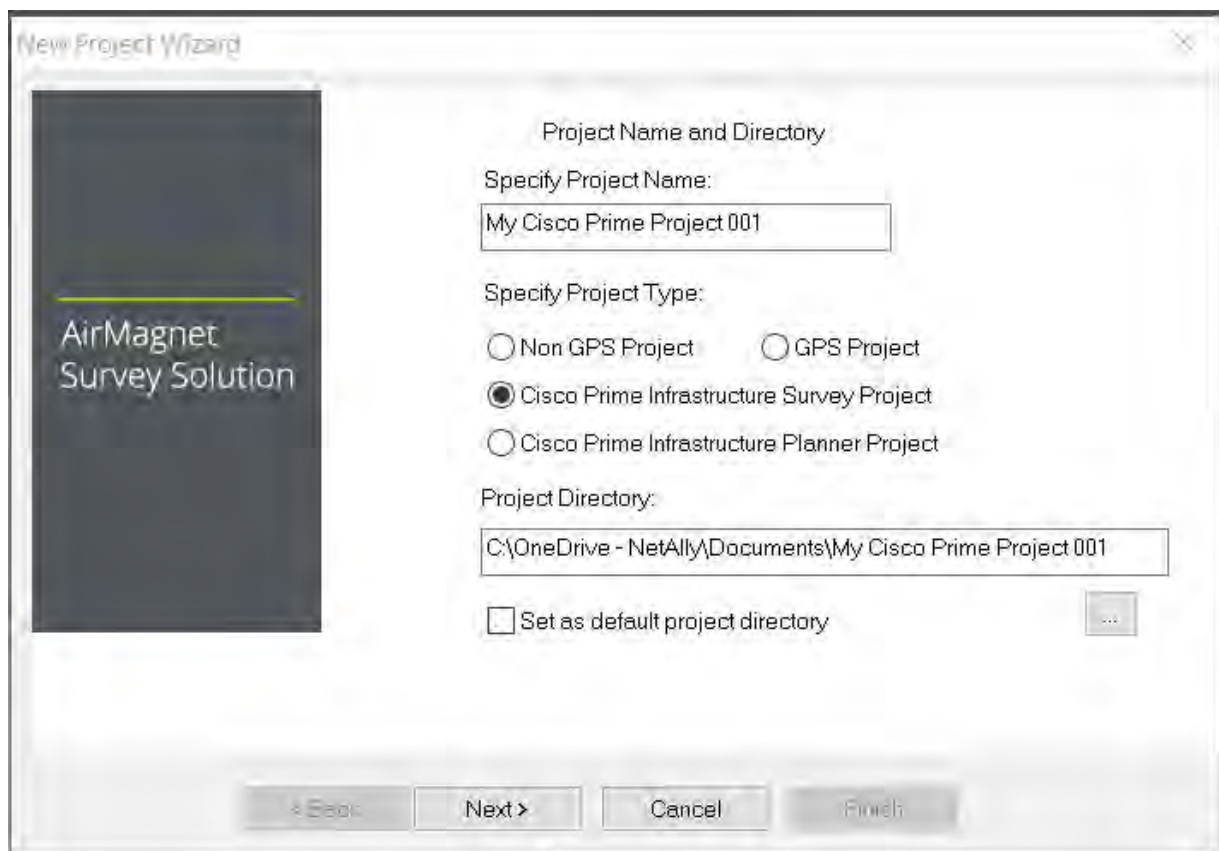 New Project Wizard
AirMagnet
Survey Solution
Project Name and Directory
Specify Project Name:
My Cisco Prime Project 001
Specify Project Type:
Non GPS Project
GPS Project
Cisco Prime Infrastructure Survey Project
Cisco Prime Infrastructure Planner Project
Project Directory:
C:\OneDrive - NetAlly\Documents\My Cisco Prime Project 001
Set as default project directory
...
< Back
Next >
Cancel
Finish